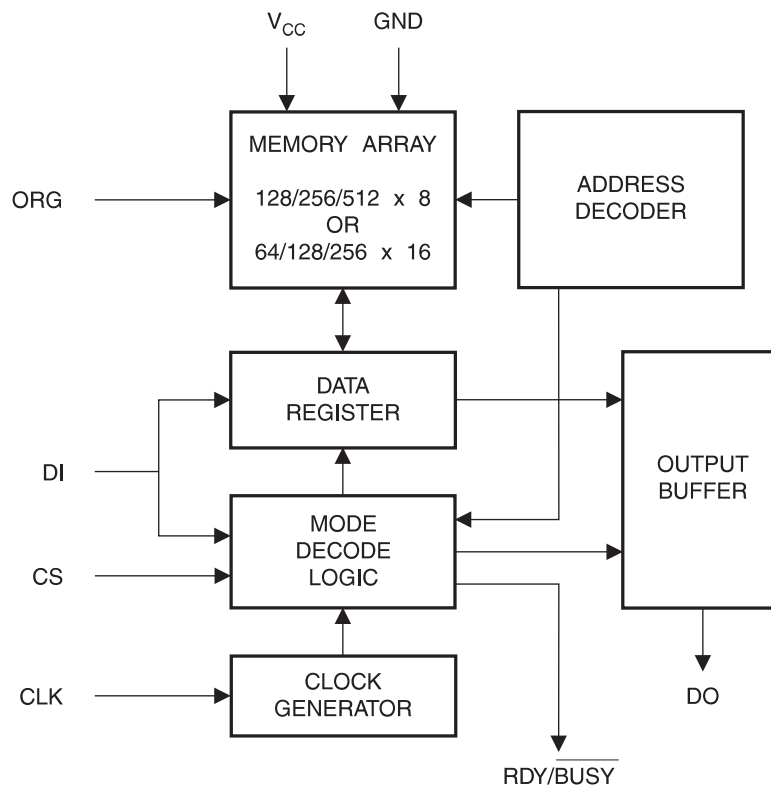 V_CC
GND
MEMORY ARRAY
128/256/512 x 8
OR
64/128/256 x 16
ADDRESS
DECODER
ORG
DATA
REGISTER
OUTPUT
BUFFER
DI
MODE
DECODE
LOGIC
CS
CLOCK
GENERATOR
CLK
DO
RDY/B̅U̅S̅Y̅